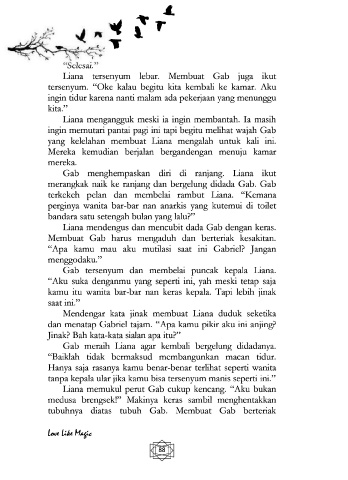 “Selesai.”
Liana tersenyum lebar. Membuat Gab juga ikut
tersenyum. “Oke kalau begitu kita kembali ke kamar. Aku
ingin tidur karena nanti malam ada pekerjaan yang menunggu
kita.”
Liana mengangguk meski ia ingin membantah. Ia masih
ingin memutari pantai pagi ini tapi begitu melihat wajah Gab
yang kelelahan membuat Liana mengalah untuk kali ini.
Mereka kemudian berjalan bergandengan menuju kamar
mereka.
Gab menghempaskan diri di ranjang. Liana ikut
merangkak naik ke ranjang dan bergelung didada Gab. Gab
terkekeh pelan dan membelai rambut Liana. “Kemana
perginya wanita bar-bar nan anarkis yang kutemui di toilet
bandara satu setengah bulan yang lalu?”
Liana mendengus dan mencubit dada Gab dengan keras.
Membuat Gab harus mengaduh dan berteriak kesakitan.
“Apa kamu mau aku mutilasi saat ini Gabriel? Jangan
menggodaku.”
Gab tersenyum dan membelai puncak kepala Liana.
“Aku suka denganmu yang seperti ini, yah meski tetap saja
kamu itu wanita bar-bar nan keras kepala. Tapi lebih jinak
saat ini.”
Mendengar kata jinak membuat Liana duduk seketika
dan menatap Gabriel tajam. “Apa kamu pikir aku ini anjing?
Jinak? Bah kata-kata sialan apa itu?”
Gab meraih Liana agar kembali bergelung didadanya.
“Baiklah tidak bermaksud membangunkan macan tidur.
Hanya saja rasanya kamu benar-benar terlihat seperti wanita
tanpa kepala ular jika kamu bisa tersenyum manis seperti ini.”
Liana memukul perut Gab cukup kencang. “Aku bukan
medusa brengsek!” Makinya keras sambil menghentakkan
tubuhnya diatas tubuh Gab. Membuat Gab berteriak
Love Like Magic
88